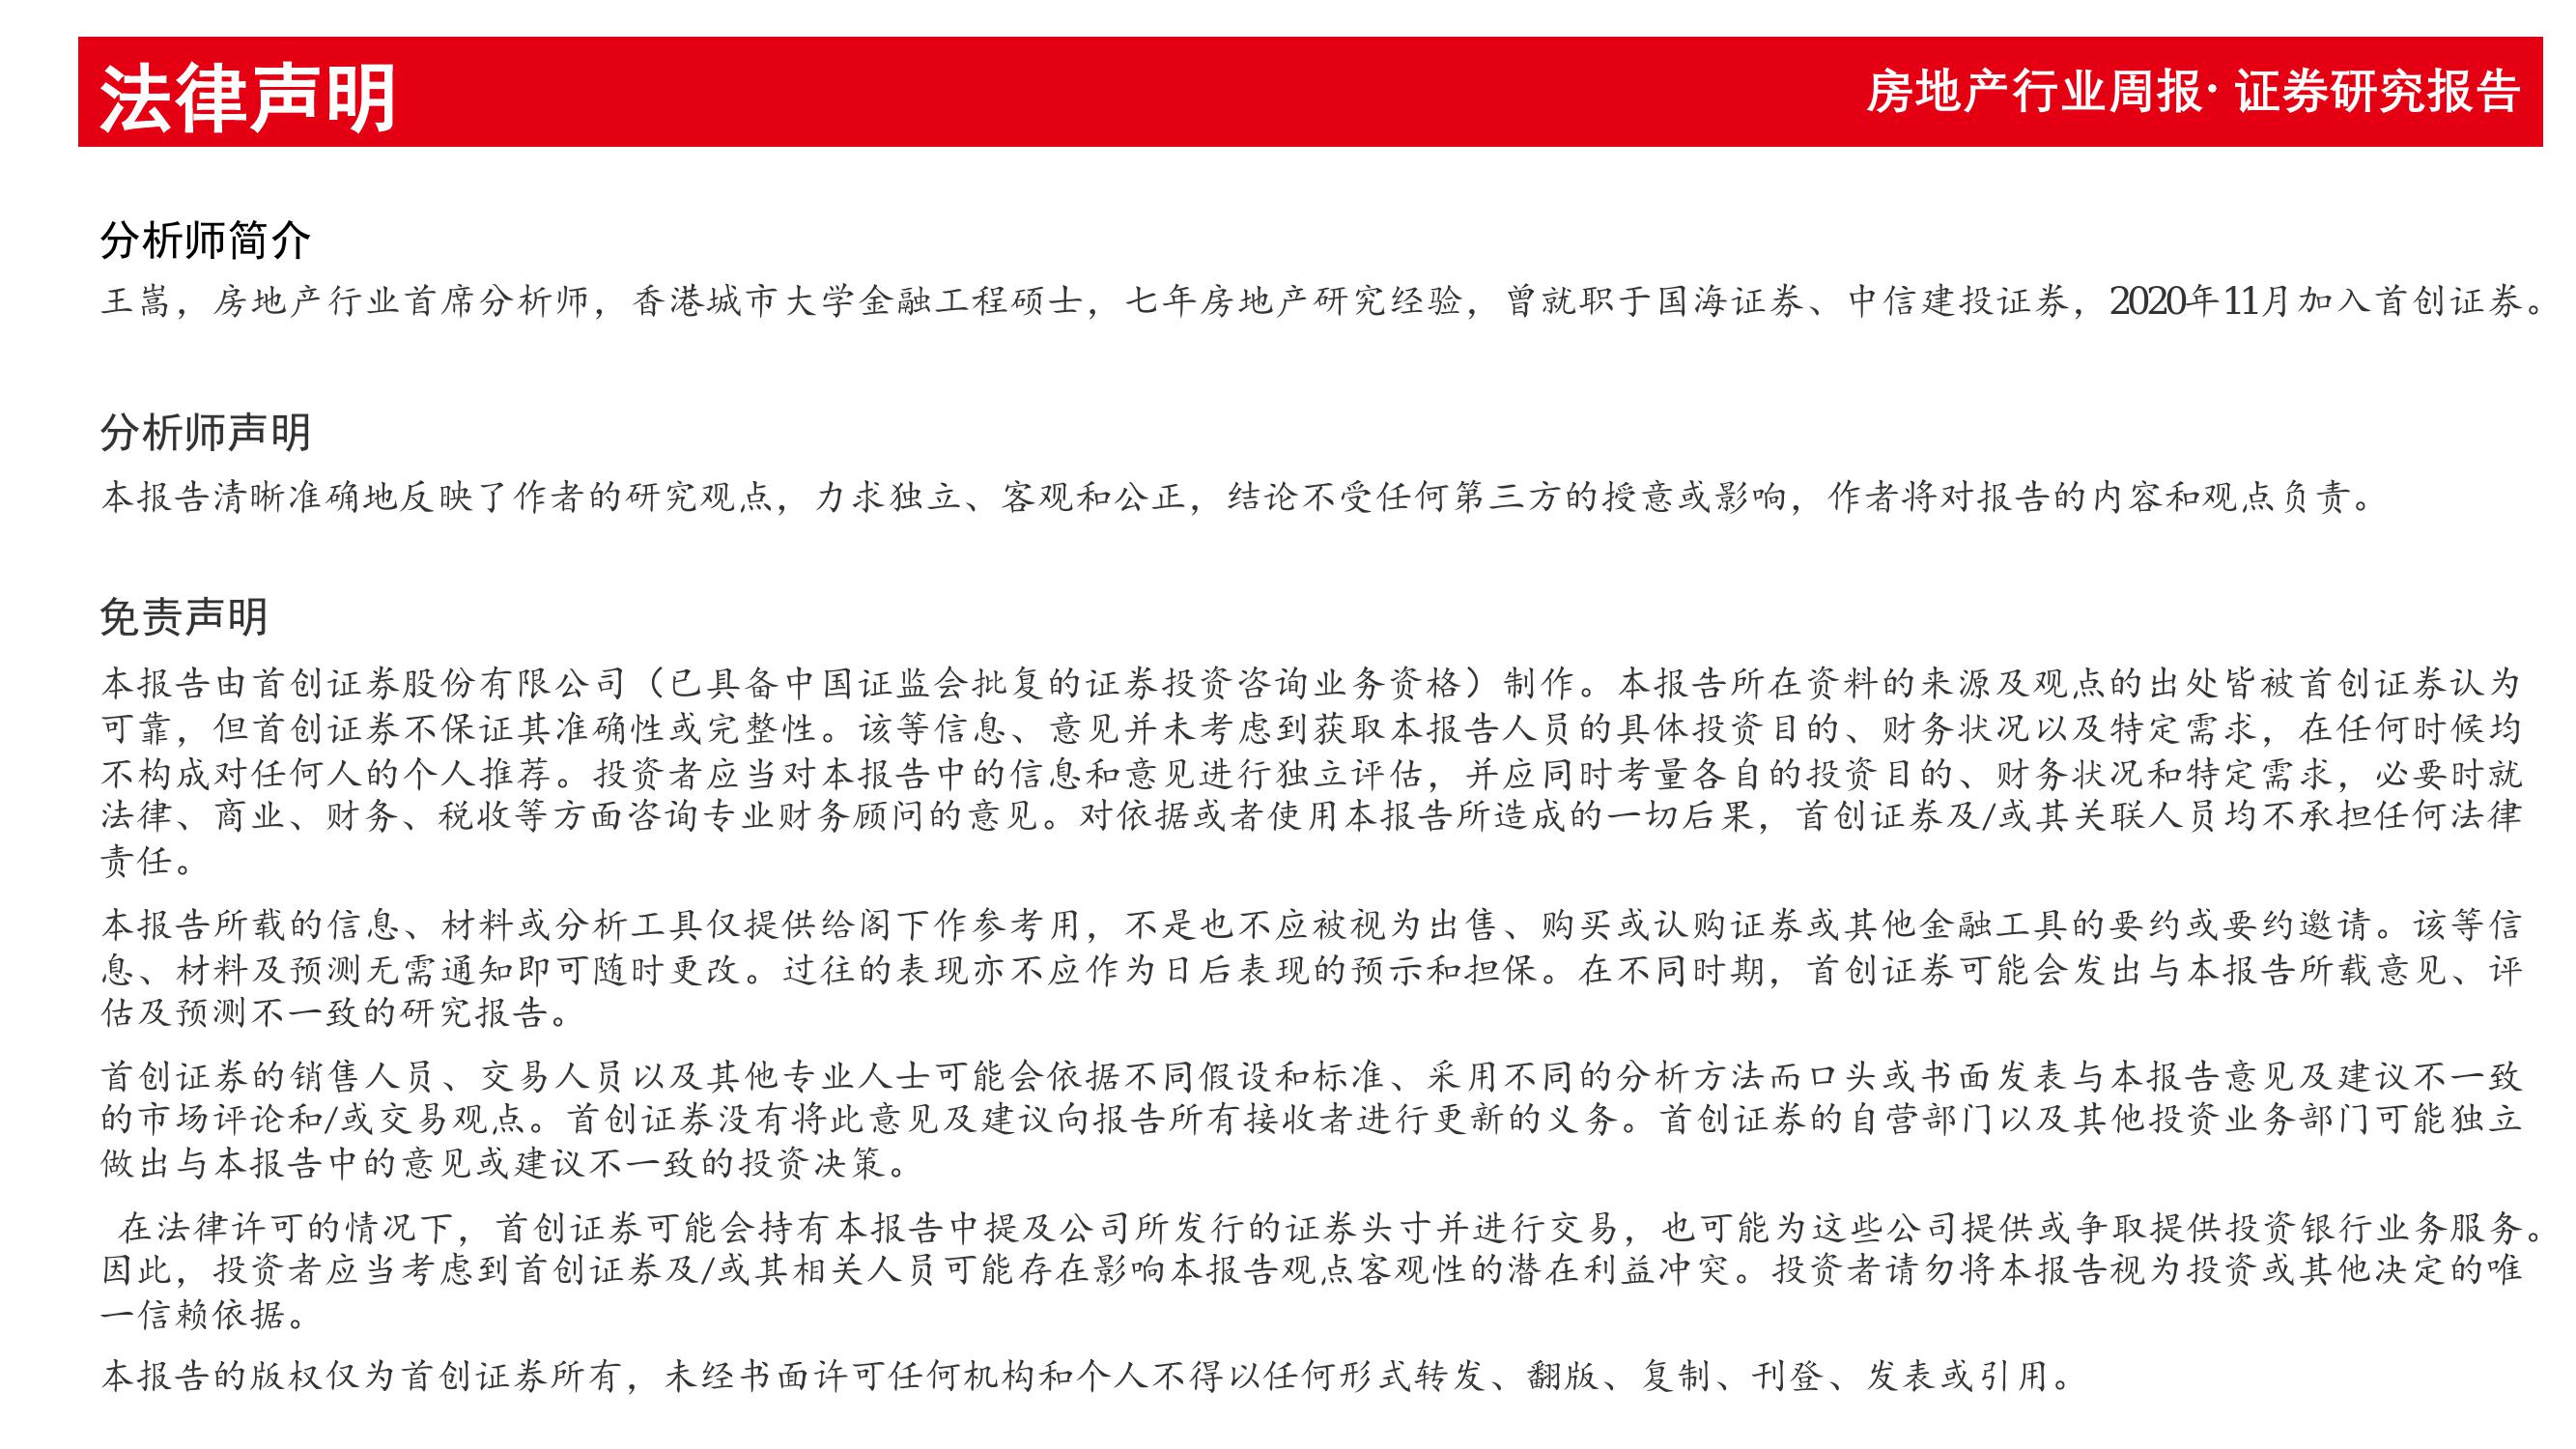 法律声明
房地产行业周报· 证券研究报告
分析师简介
王嵩，房地产行业首席分析师，香港城市大学金融工程硕士，七年房地产研究经验，曾就职于国海证券、中信建投证券，2020年11月加入首创证券。
分析师声明
本报告清晰准确地反映了作者的研究观点，力求独立、客观和公正，结论不受任何第三方的授意或影响，作者将对报告的内容和观点负责。
免责声明
本报告由首创证券股份有限公司（已具备中国证监会批复的证券投资咨询业务资格）制作。本报告所在资料的来源及观点的出处皆被首创证券认为
可靠，但首创证券不保证其准确性或完整性。该等信息、意见并未考虑到获取本报告人员的具体投资目的、财务状况以及特定需求，在任何时候均
不构成对任何人的个人推荐。投资者应当对本报告中的信息和意见进行独立评估，并应同时考量各自的投资目的、财务状况和特定需求，必要时就
法律、商业、财务、税收等方面咨询专业财务顾问的意见。对依据或者使用本报告所造成的一切后果，首创证券及/或其关联人员均不承担任何法律
责任。
本报告所载的信息、材料或分析工具仅提供给阁下作参考用，不是也不应被视为出售、购买或认购证券或其他金融工具的要约或要约邀请。该等信
息、材料及预测无需通知即可随时更改。过往的表现亦不应作为日后表现的预示和担保。在不同时期，首创证券可能会发出与本报告所载意见、评
估及预测不一致的研究报告。
首创证券的销售人员、交易人员以及其他专业人士可能会依据不同假设和标准、采用不同的分析方法而口头或书面发表与本报告意见及建议不一致
的市场评论和/或交易观点。首创证券没有将此意见及建议向报告所有接收者进行更新的义务。首创证券的自营部门以及其他投资业务部门可能独立
做出与本报告中的意见或建议不一致的投资决策。
在法律许可的情况下，首创证券可能会持有本报告中提及公司所发行的证券头寸并进行交易，也可能为这些公司提供或争取提供投资银行业务服务。
因此，投资者应当考虑到首创证券及/或其相关人员可能存在影响本报告观点客观性的潜在利益冲突。投资者请勿将本报告视为投资或其他决定的唯
一信赖依据。
本报告的版权仅为首创证券所有，未经书面许可任何机构和个人不得以任何形式转发、翻版、复制、刊登、发表或引用。